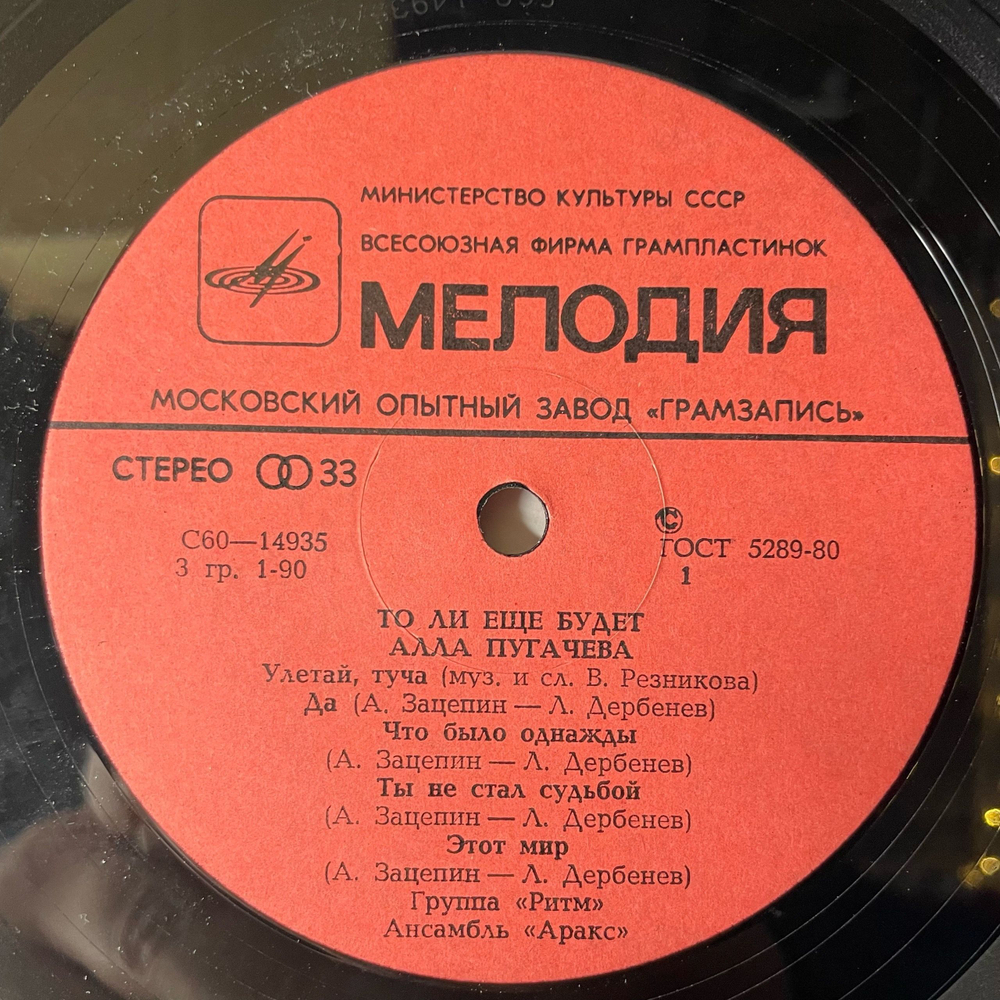 МИНИСТЕРСТВО КУЛЬТУРЫ СССР
ВСЕСОЮЗНАЯ ФИРМА ГРАМПЛАСТИНОК
МЕЛОДИЯ
МОСКОВСКИЙ ОПЫТНЫЙ ЗАВОД «ГРАМЗАПИСЬ»
СТЕРЕО 33
С60—14935
3 гр. 1-90
©
ГОСТ 5289-80
1
ТО ЛИ ЕЩЕ БУДЕТ
АЛЛА ПУГАЧЕВА
Улетай, туча (муз. и сл. В. Резникова)
Да (А. Зацепин — Л. Дербенев)
Что было однажды
(А. Зацепин — Л. Дербенев)
Ты не стал судьбой
(А. Зацепин — Л. Дербенев)
Этот мир
(А. Зацепин — Л. Дербенев)
Группа «Ритм»
Ансамбль «Аракс»